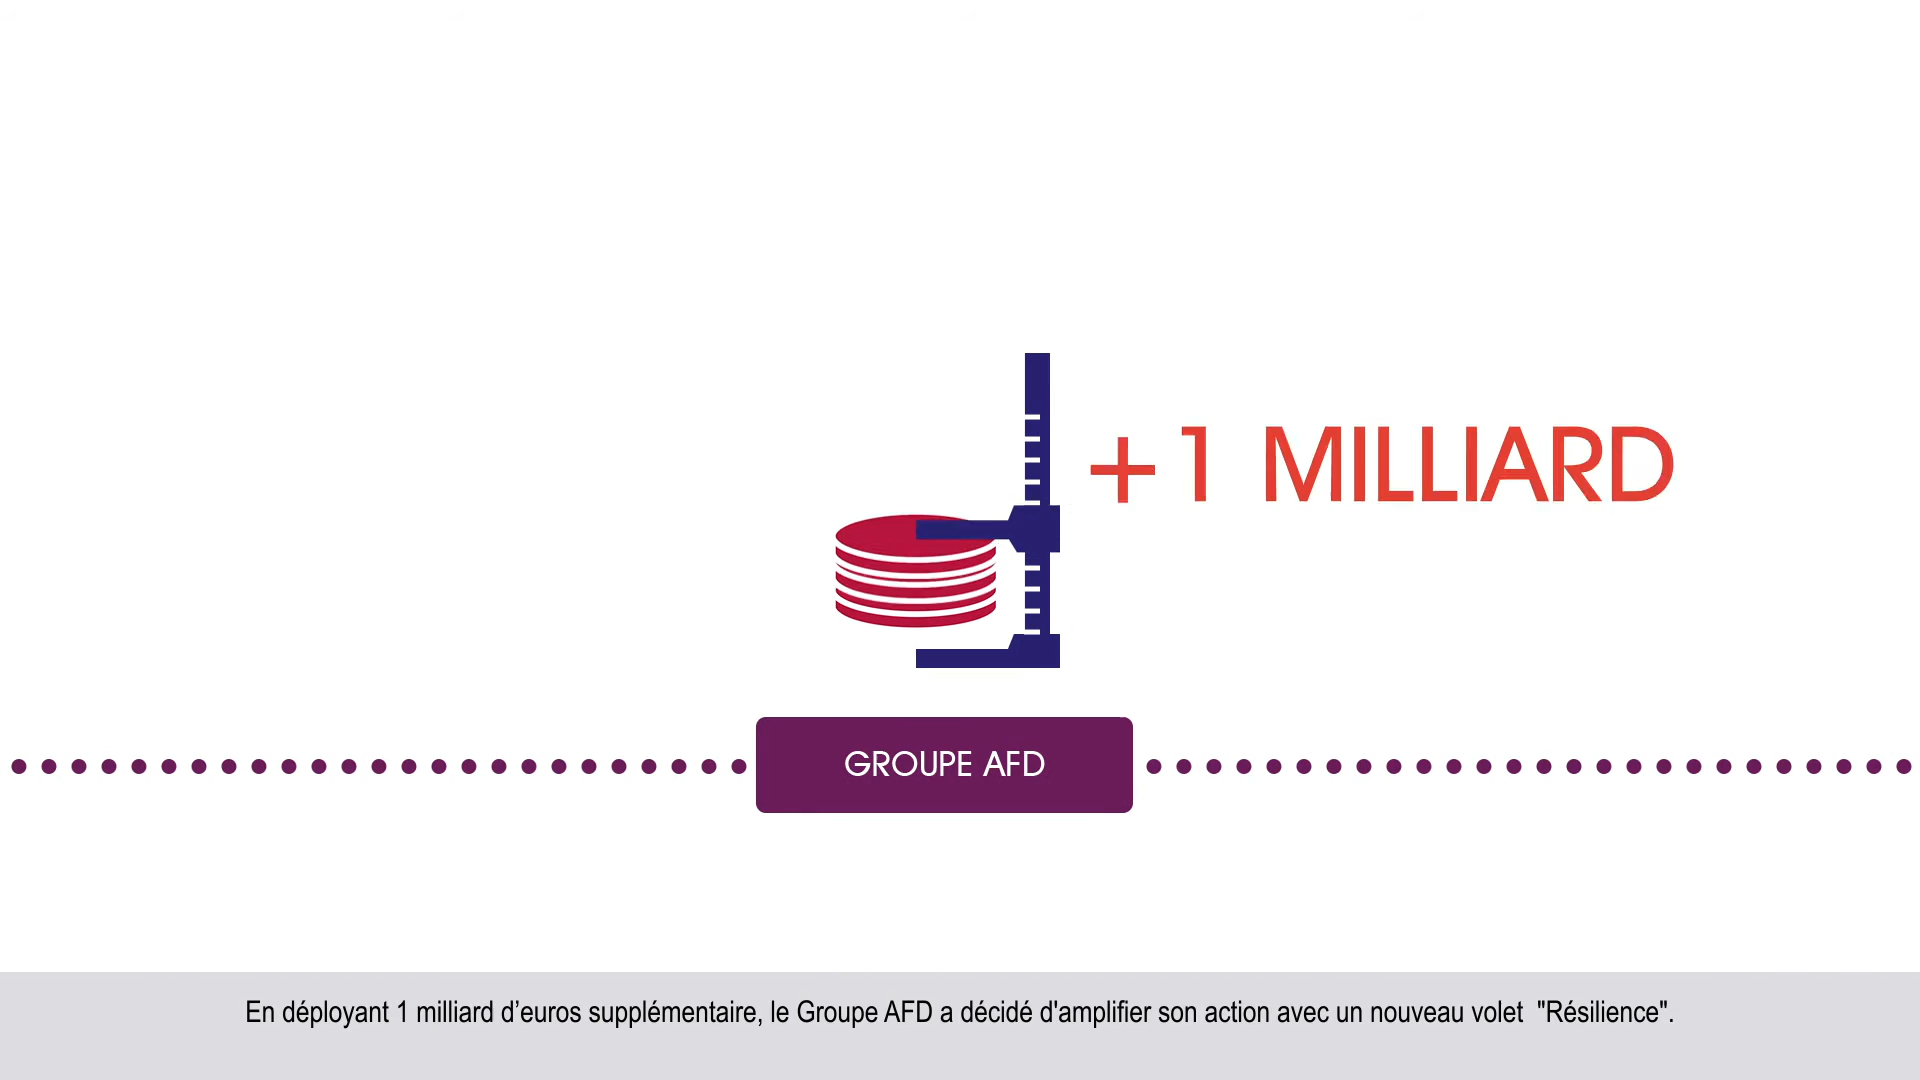 +1 MILLIARD
GROUPE AFD
En déployant 1 milliard d’euros supplémentaire, le Groupe AFD a décidé d'amplifier son action avec un nouveau volet  "Résilience".